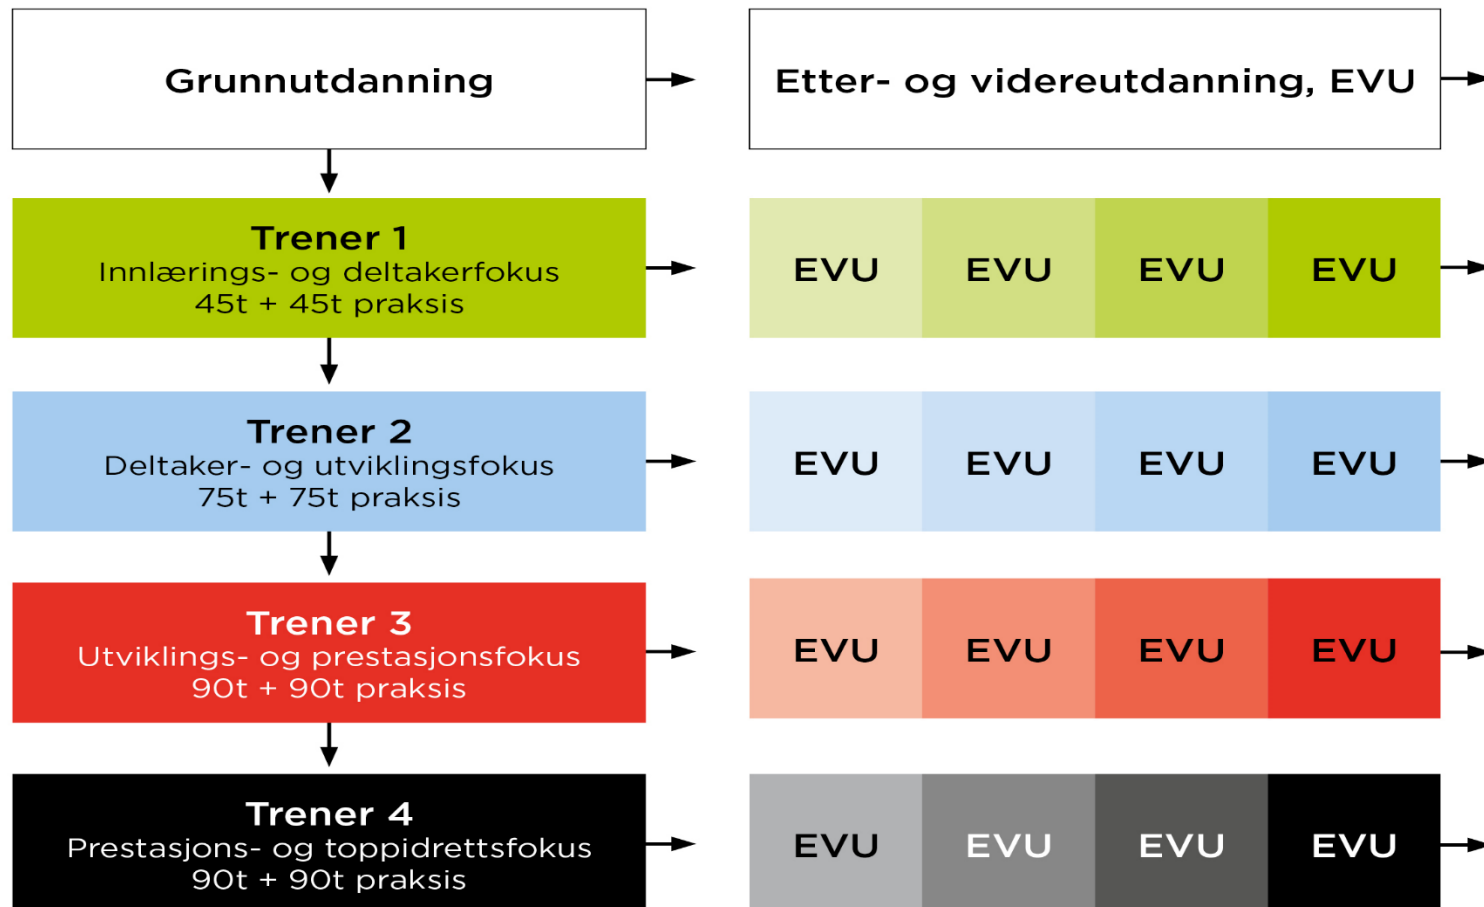 Grunnutdanning
Etter- og videreutdanning, EVU
Trener 1
Innlærings- og deltakerfokus
45t + 45t praksis
EVU EVU EVU EVU
Trener 2
Deltaker- og utviklingsfokus
75t + 75t praksis
EVU EVU EVU EVU
Trener 3
Utviklings- og prestasjonsfokus
90t + 90t praksis
EVU EVU EVU EVU
Trener 4
Prestasjons- og toppidrettsfokus
90t + 90t praksis
EVU EVU EVU EVU